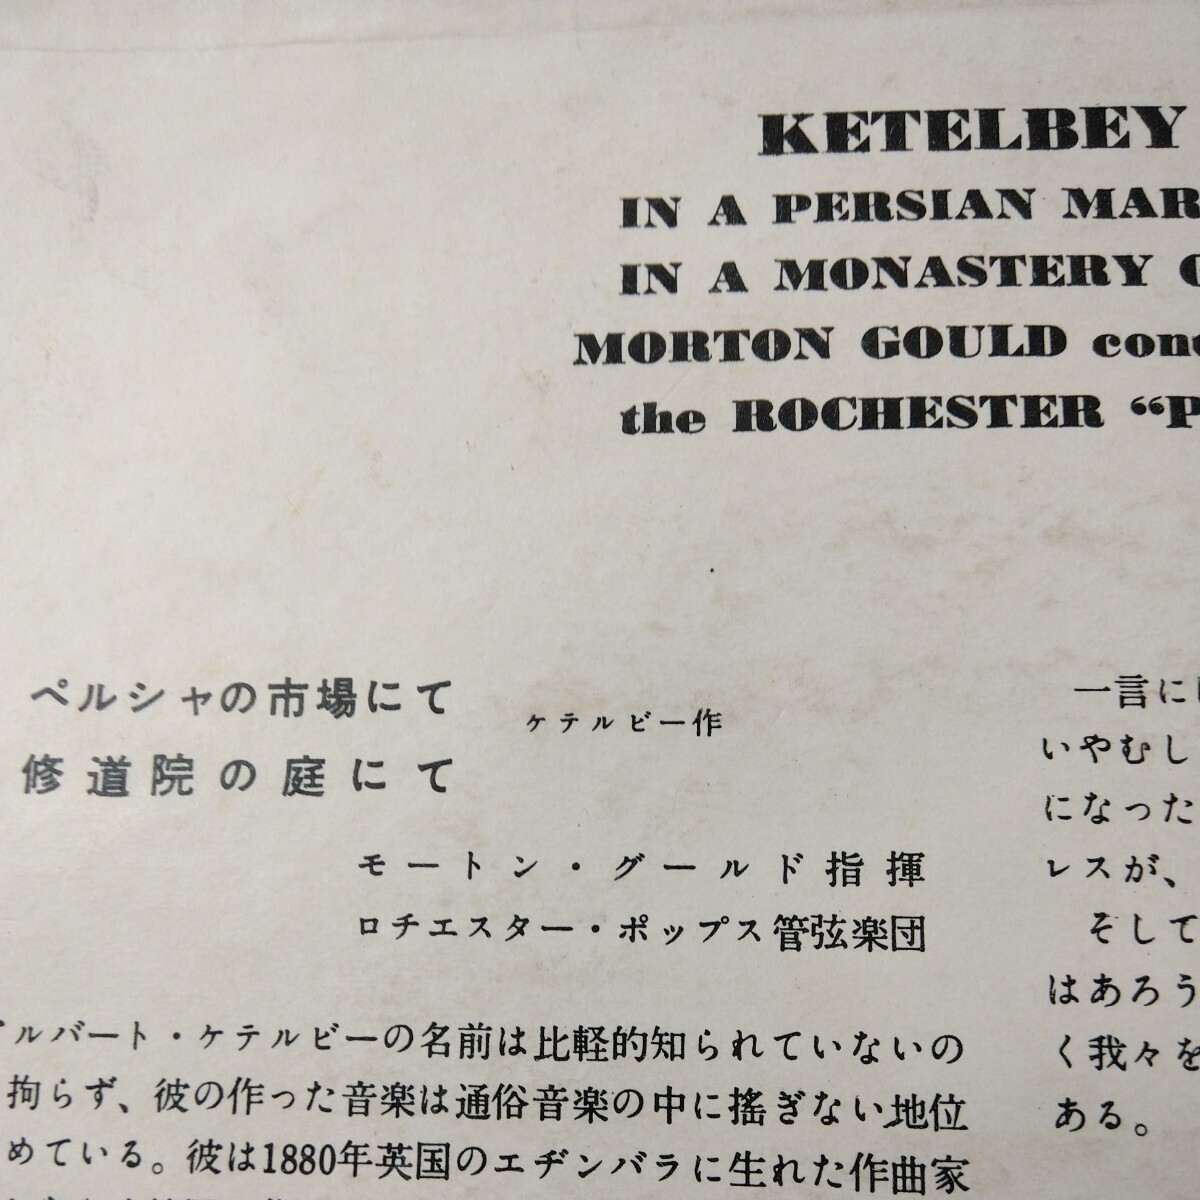 KETELBEY
IN A PERSIAN MAR
IN A MONASTERY
MORTON GOULD con
the ROCHESTER “P
ペルシャの市場にて
ケテルビー作
修道院の庭にて
モートン・グールド指揮
ロチエスター・ポップス管弦楽団
ルバート・ケテルビーの名前は比軽的知られていないの
拘らず、彼の作った音楽は通俗音楽の中に搖ぎない地位
めている。彼は1880年英国のエヂンバラに生れた作曲家
一言に
いやむし
になった
レスが、
そして
はあろう
く我々を
ある。